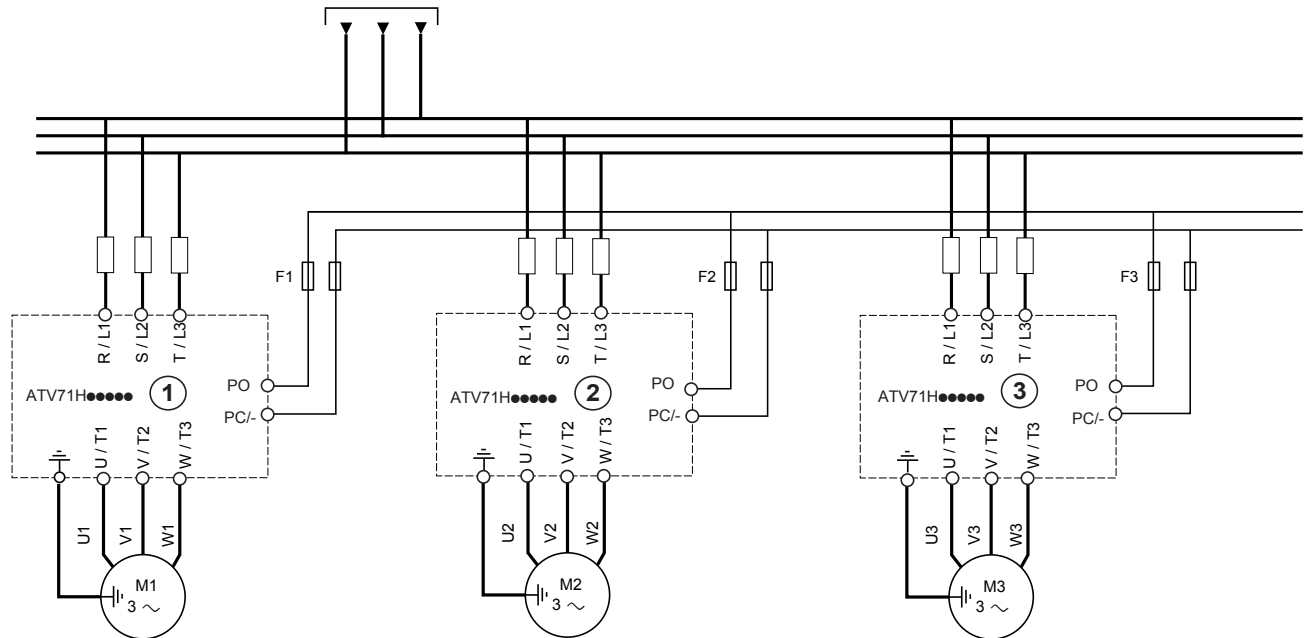 F1
F2
F3
R / L1
S / L2
T / L3
R / L1
S / L2
T / L3
R / L1
S / L2
T / L3
ATV71H●●●●●
1
PO
PC/-
ATV71H●●●●●
2
PO
PC/-
ATV71H●●●●●
3
PO
PC/-
U / T1
V / T2
W / T3
U / T1
V / T2
W / T3
U / T1
V / T2
W / T3
U1
V1
W1
U2
V2
W2
U3
V3
W3
M1
3 ~
M2
3 ~
M3
3 ~